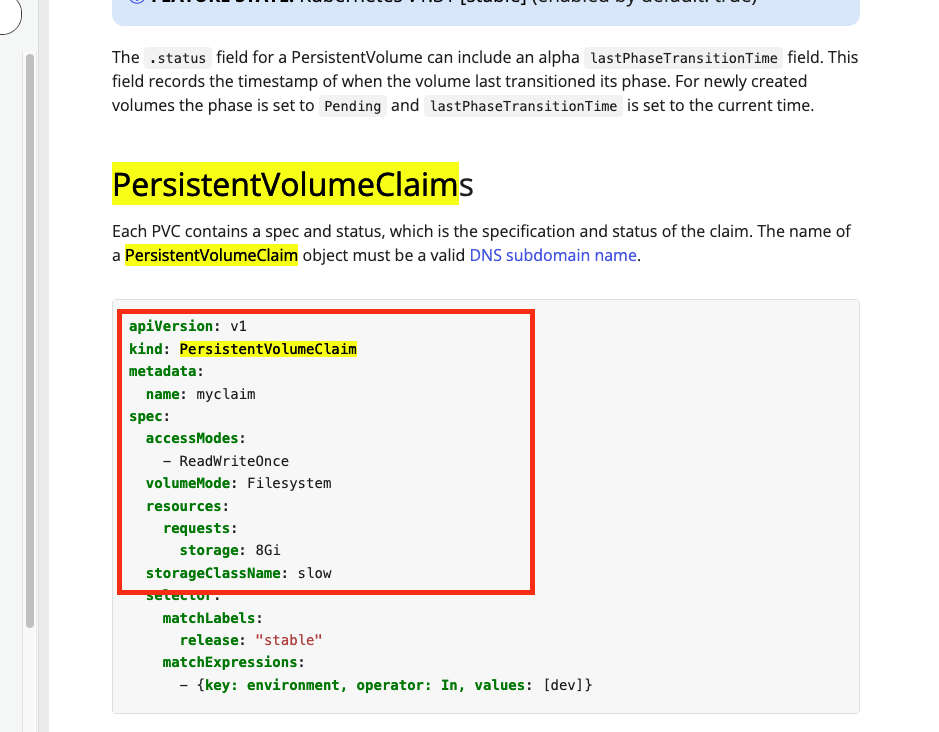 FEATURE STATE: Kubernetes v1.31 [stable] (enabled by default: true)
The .status field for a PersistentVolume can include an alpha lastPhaseTransitionTime field. This
field records the timestamp of when the volume last transitioned its phase. For newly created
volumes the phase is set to Pending and lastPhaseTransitionTime is set to the current time.
PersistentVolumeClaims
Each PVC contains a spec and status, which is the specification and status of the claim. The name of
a PersistentVolumeClaim object must be a valid DNS subdomain name.
apiVersion: v1
kind: PersistentVolumeClaim
metadata:
  name: myclaim
spec:
  accessModes:
    - ReadWriteOnce
  volumeMode: Filesystem
  resources:
    requests:
      storage: 8Gi
  storageClassName: slow
  selector:
    matchLabels:
      release: "stable"
    matchExpressions:
      - {key: environment, operator: In, values: [dev]}